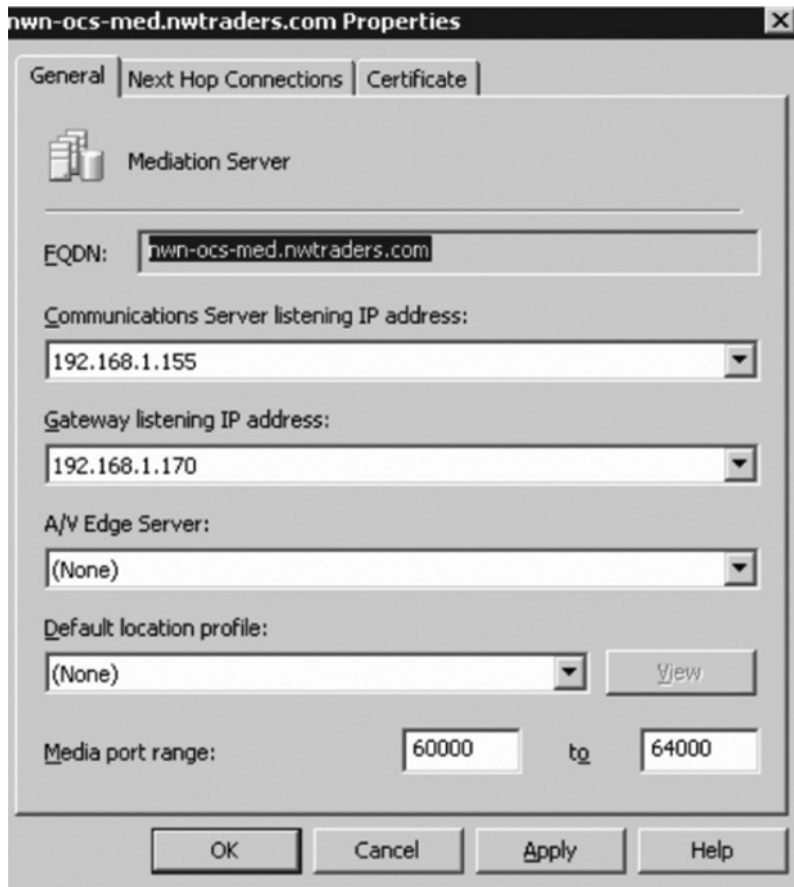 nwn-ocs-med.nwtraders.com Properties
General Next Hop Connections Certificate
Mediation Server
FQDN: nwn-ocs-med.nwtraders.com
Communications Server listening IP address:
192.168.1.155
Gateway listening IP address:
192.168.1.170
A/V Edge Server:
(None)
Default location profile:
(None) View
Media port range: 60000 to 64000
OK Cancel Apply Help